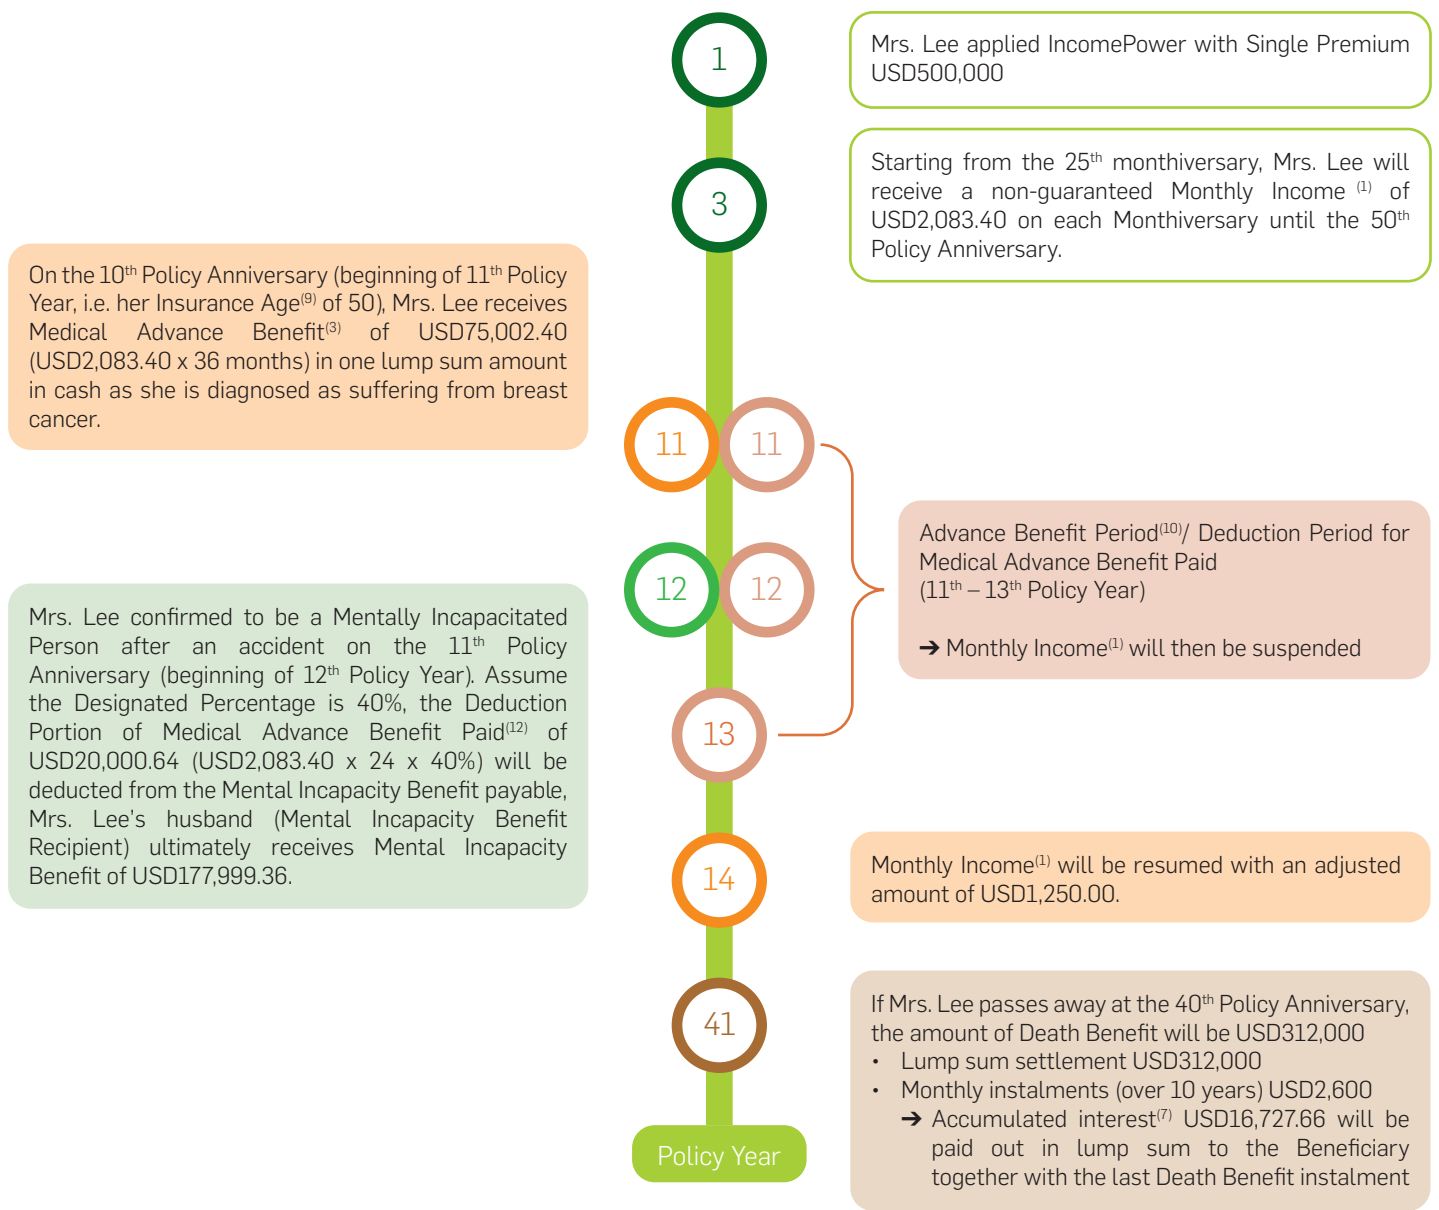 1
Mrs. Lee applied IncomePower with Single Premium
USD500,000
3
Starting from the 25th monthiversary, Mrs. Lee will
receive a non-guaranteed Monthly Income (1) of
USD2,083.40 on each Monthiversary until the 50th
Policy Anniversary.
On the 10th Policy Anniversary (beginning of 11th Policy
Year, i.e. her Insurance Age(9) of 50), Mrs. Lee receives
Medical Advance Benefit(3) of USD75,002.40
(USD2,083.40 x 36 months) in one lump sum amount
in cash as she is diagnosed as suffering from breast
cancer.
11
11
Advance Benefit Period(10)/ Deduction Period for
Medical Advance Benefit Paid
(11th – 13th Policy Year)
➔ Monthly Income(1) will then be suspended
12
12
Mrs. Lee confirmed to be a Mentally Incapacitated
Person after an accident on the 11th Policy
Anniversary (beginning of 12th Policy Year). Assume
the Designated Percentage is 40%, the Deduction
Portion of Medical Advance Benefit Paid(12) of
USD20,000.64 (USD2,083.40 x 24 x 40%) will be
deducted from the Mental Incapacity Benefit payable,
Mrs. Lee's husband (Mental Incapacity Benefit
Recipient) ultimately receives Mental Incapacity
Benefit of USD177,999.36.
13
14
Monthly Income(1) will be resumed with an adjusted
amount of USD1,250.00.
41
If Mrs. Lee passes away at the 40th Policy Anniversary,
the amount of Death Benefit will be USD312,000
• Lump sum settlement USD312,000
• Monthly instalments (over 10 years) USD2,600
➔ Accumulated interest(7) USD16,727.66 will be
paid out in lump sum to the Beneficiary
together with the last Death Benefit instalment
Policy Year